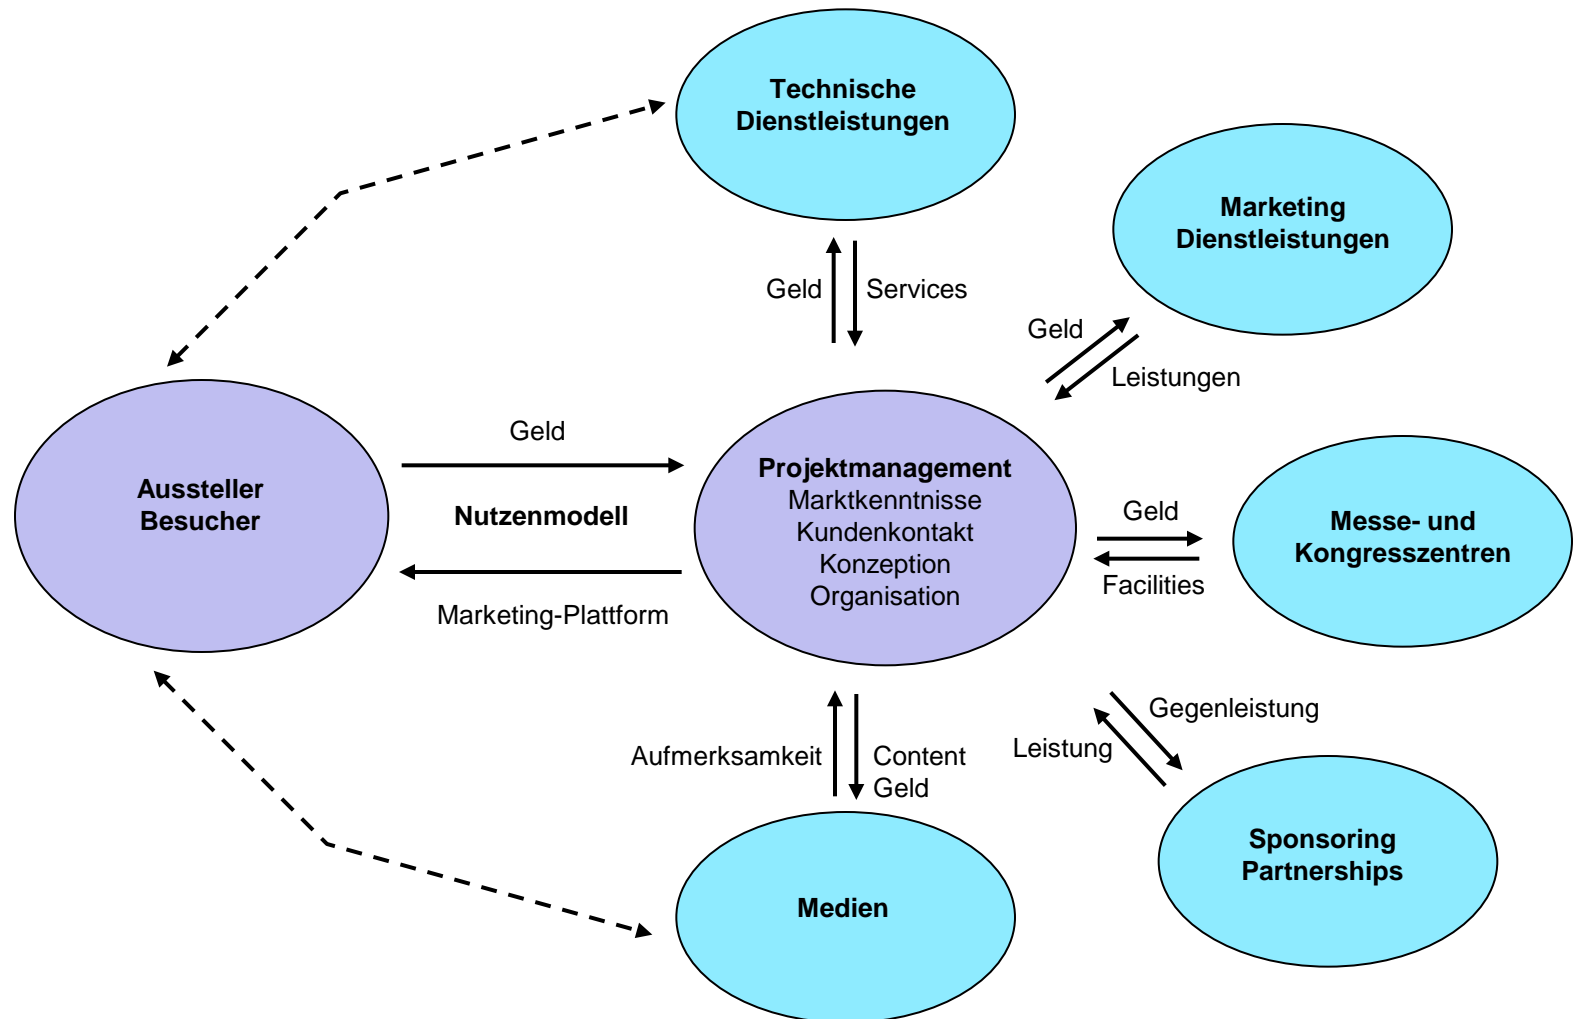 Technische
Dienstleistungen
Marketing
Dienstleistungen
Geld
Services
Geld
Leistungen
Geld
Aussteller
Besucher
Nutzenmodell
Marketing-Plattform
Projektmanagement
Marktkenntnisse
Kundenkontakt
Konzeption
Organisation
Geld
Facilities
Messe- und
Kongresszentren
Aufmerksamkeit
Content
Geld
Gegenleistung
Leistung
Sponsoring
Partnerships
Medien